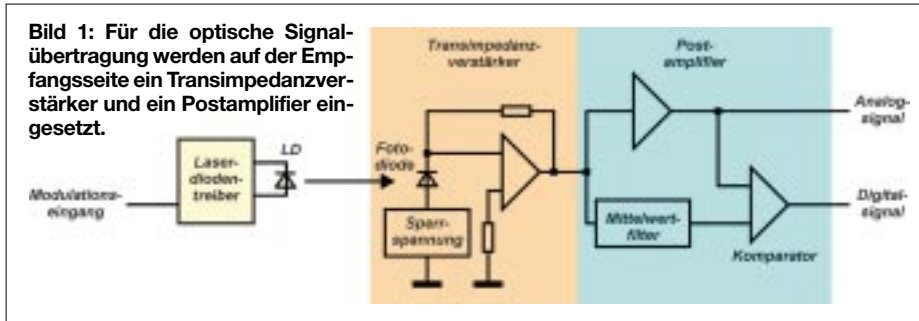 Bild 1: Für die optische Signal-
übertragung werden auf der Emp-
fangsseite ein Transimpedanzver-
stärker und ein Postamplifier ein-
gesetzt.
Transimpedanz-
verstärker
Post-
amplifier
Analog-
signal
LD
Foto-
diode
Laser-
dioden-
treiber
Modulations-
eingang
Sperr-
spannung
Mittelwert-
filter
Digital-
signal
Komparator